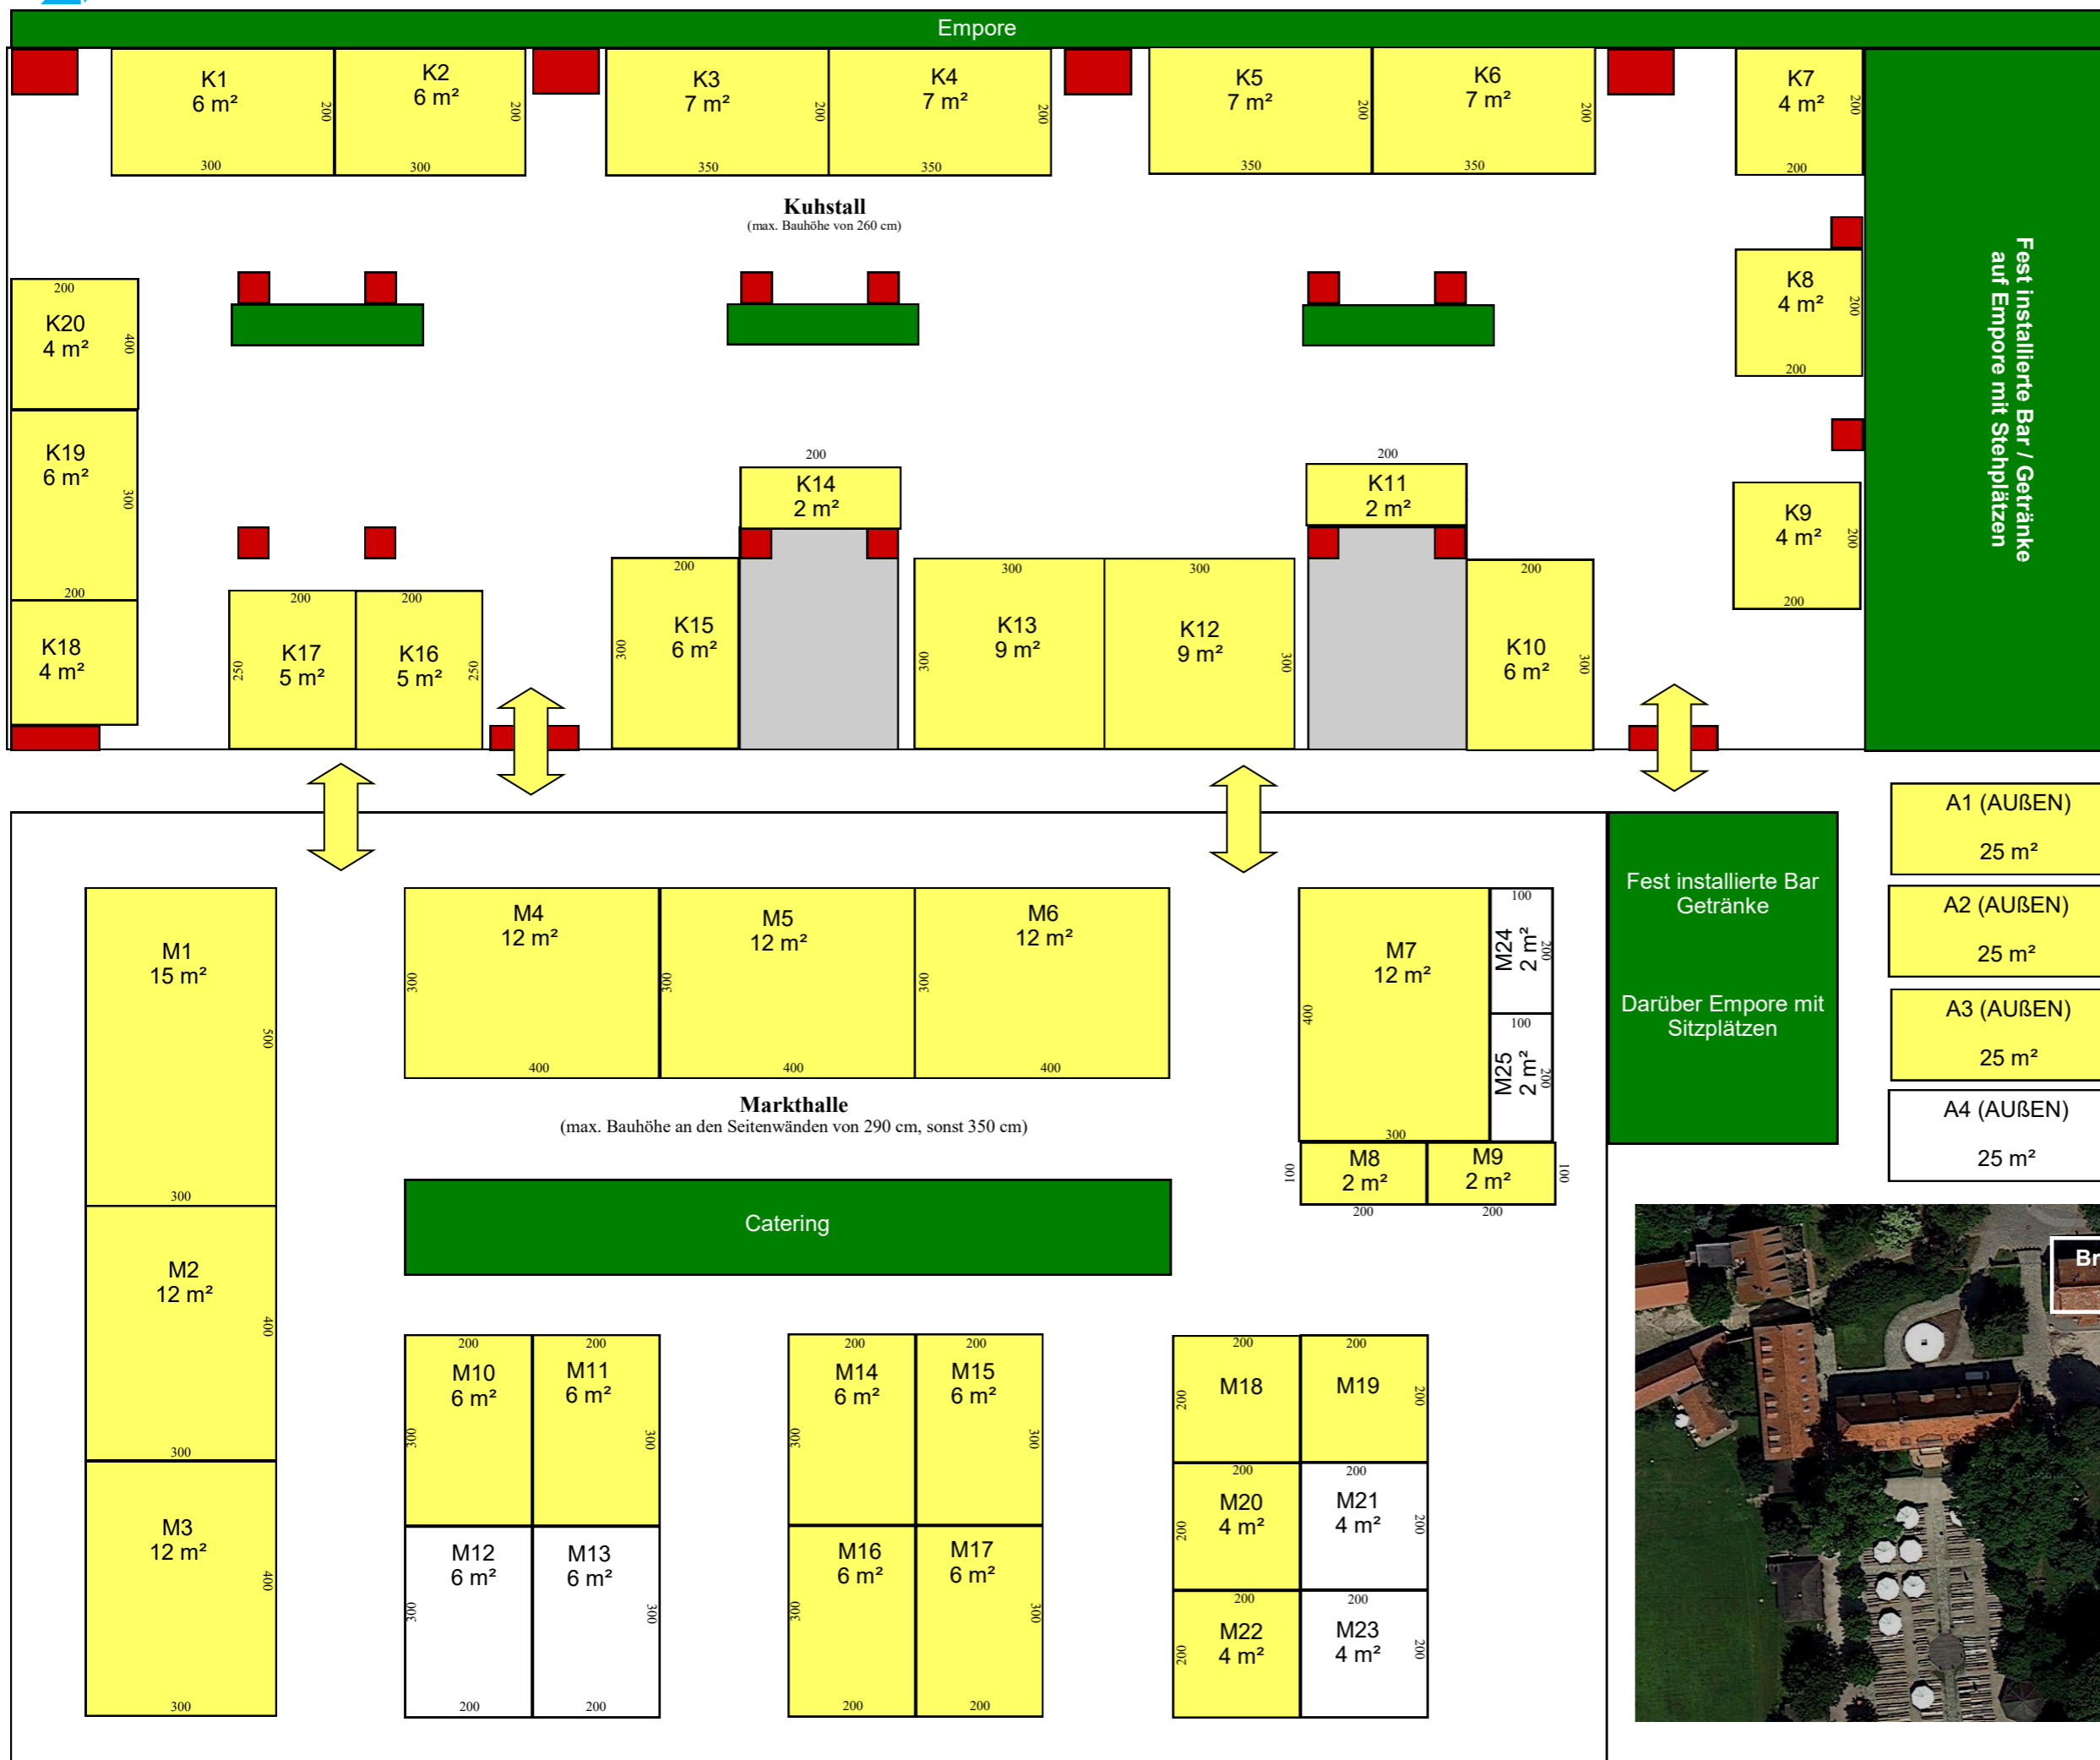 Empore
K1
6 m²
200
300
K2
6 m²
200
300
K3
7 m²
200
350
K4
7 m²
200
350
K5
7 m²
200
350
K6
7 m²
200
350
K7
4 m²
200
200
Kuhstall
(max. Bauhöhe von 260 cm)
Fest installierte Bar / Getränke
auf Empore mit Stehplätzen
K8
4 m²
200
200
K9
4 m²
200
200
200
K20
4 m²
400
K19
6 m²
300
200
K18
4 m²
200
K17
5 m²
250
200
K16
5 m²
250
200
K15
6 m²
300
200
K14
2 m²
300
K13
9 m²
300
300
K12
9 m²
300
200
K11
2 m²
200
K10
6 m²
300
A1 (AUßEN)
25 m²
A2 (AUßEN)
25 m²
A3 (AUßEN)
25 m²
A4 (AUßEN)
25 m²
Fest installierte Bar
Getränke
Darüber Empore mit
Sitzplätzen
M1
15 m²
500
300
M2
12 m²
400
300
M3
12 m²
400
300
M4
12 m²
300
400
M5
12 m²
300
400
M6
12 m²
300
400
M7
12 m²
400
300
100
M24
2 m²
200
100
M25
2 m²
200
M8
2 m²
100
200
M9
2 m²
100
200
Markthalle
(max. Bauhöhe an den Seitenwänden von 290 cm, sonst 350 cm)
Catering
200
M10
6 m²
300
200
M11
6 m²
300
M12
6 m²
300
200
M13
6 m²
300
200
200
M14
6 m²
300
200
M15
6 m²
300
M16
6 m²
300
200
M17
6 m²
300
200
200
M18
200
200
M19
200
200
M20
4 m²
200
200
M21
4 m²
200
200
M22
4 m²
200
200
M23
4 m²
200
Br